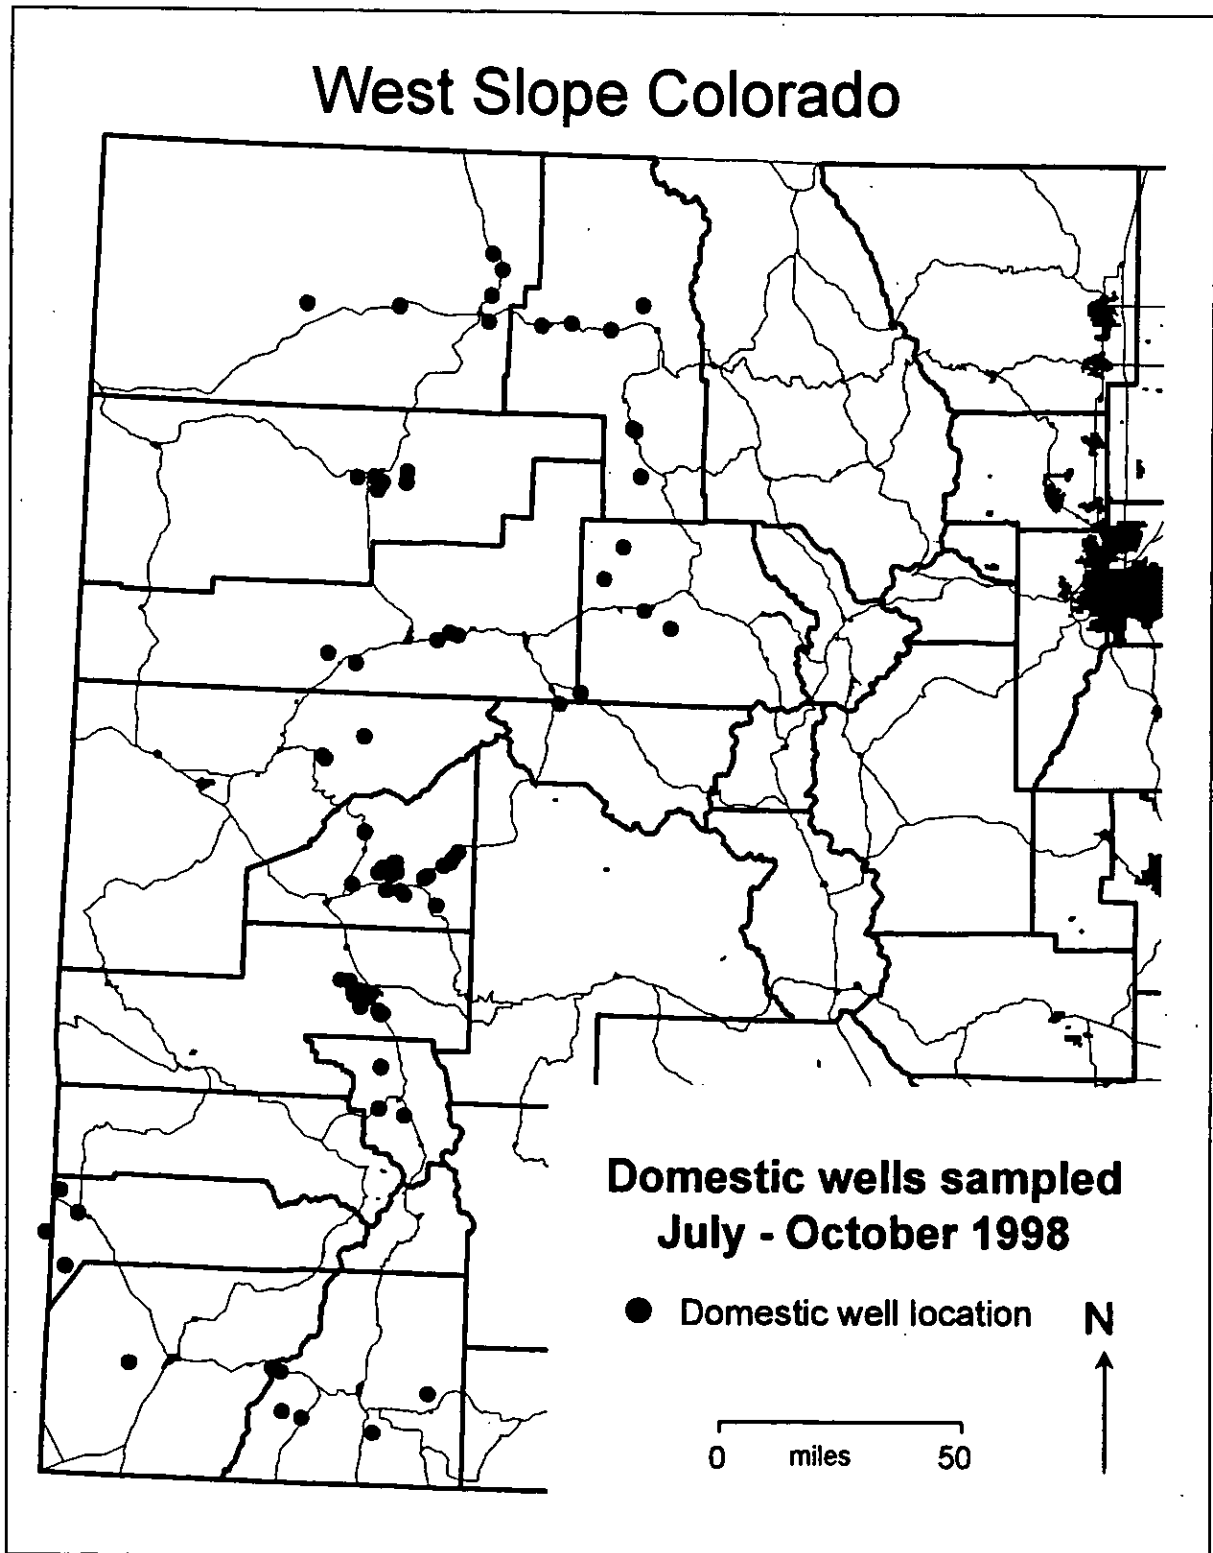 West Slope Colorado
Domestic wells sampled
July - October 1998
Domestic well location
N
0 miles 50